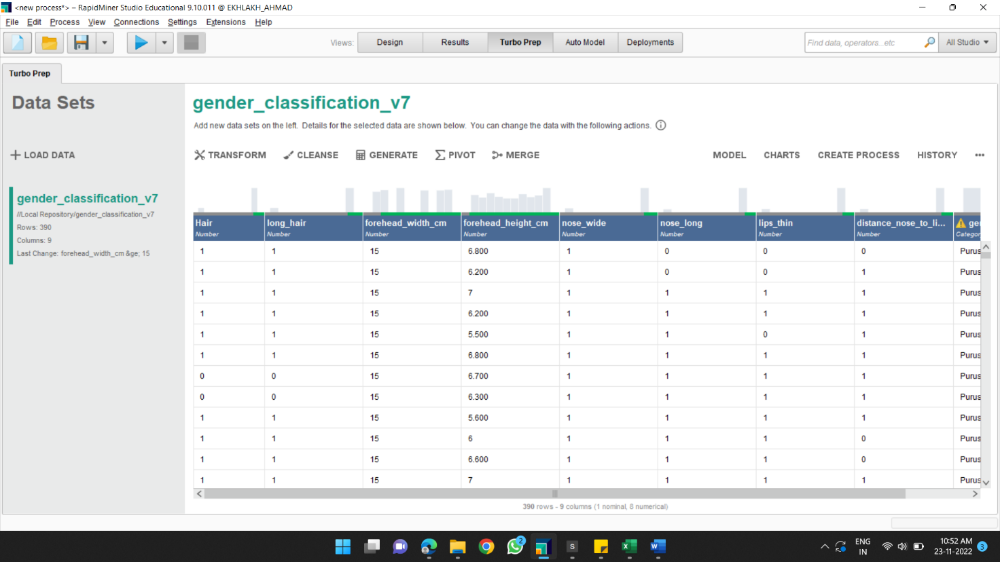 <new process*> – RapidMiner Studio Educational 9.10.011 @ EKHLAKH_AHMAD
File Edit Process View Connections Settings Extensions Help
Views: Design Results Turbo Prep Auto Model Deployments
Find data, operators...etc All Studio
Turbo Prep
Data Sets
gender_classification_v7
Add new data sets on the left. Details for the selected data are shown below. You can change the data with the following actions.
LOAD DATA
TRANSFORM CLEANSE GENERATE PIVOT MERGE MODEL CHARTS CREATE PROCESS HISTORY
gender_classification_v7
//Local Repository/gender_classification_v7
Rows: 390
Columns: 9
Last Change: forehead_width_cm &ge; 15
Hair long_hair forehead_width_cm forehead_height_cm nose_wide nose_long lips_thin distance_nose_to_li... gen
Number Number Number Number Number Number Number Number Categor
1 1 15 6.800 1 0 0 0 Purus
1 1 15 6.200 1 0 0 1 Purus
1 1 15 7 1 1 1 1 Purus
1 1 15 6.200 1 1 1 1 Purus
1 1 15 5.500 1 1 0 1 Purus
1 1 15 6.800 1 1 1 1 Purus
0 0 15 6.700 1 1 1 1 Purus
0 0 15 6.300 1 1 1 1 Purus
1 1 15 5.600 1 1 1 1 Purus
1 1 15 6 1 1 1 0 Purus
1 1 15 6.600 1 1 1 0 Purus
1 1 15 7 1 1 1 1 Purus
390 rows - 9 columns (1 nominal, 8 numerical)
2
S
X
W
ENG
IN
10:52 AM
23-11-2022
3